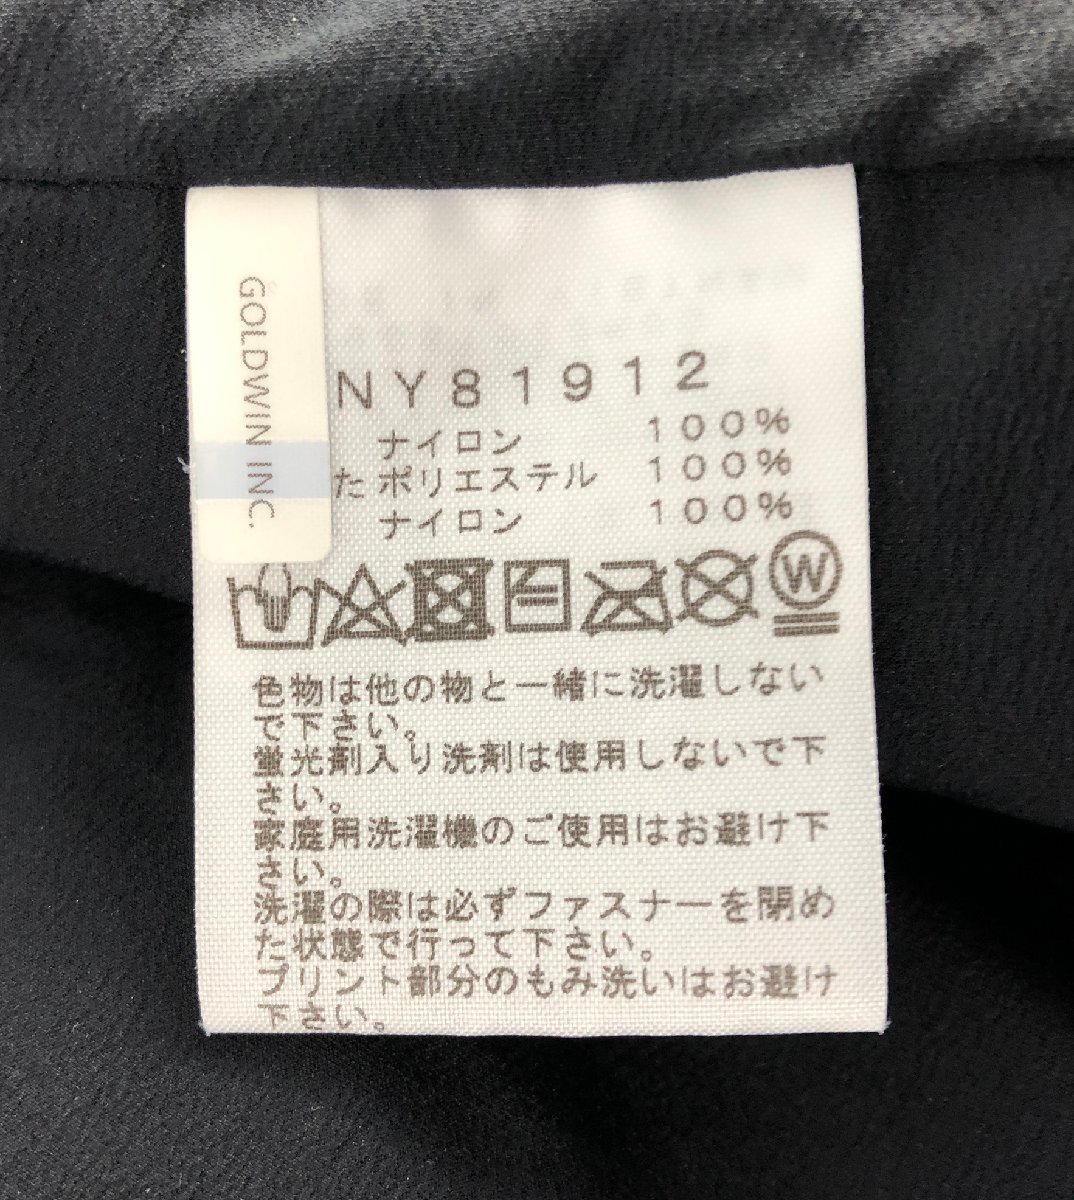 GOLDWIN INC.
NY81912
ナイロン 100%
た ポリエステル 100%
ナイロン 100%
W
色物は他の物と一緒に洗濯しない
で下さい。
蛍光剤入り洗剤は使用しないで下
さい。
家庭用洗濯機のご使用はお避け下
さい。
洗濯の際は必ずファスナーを閉め
た状態で行って下さい。
プリント部分のもみ洗いはお避け
下さい。